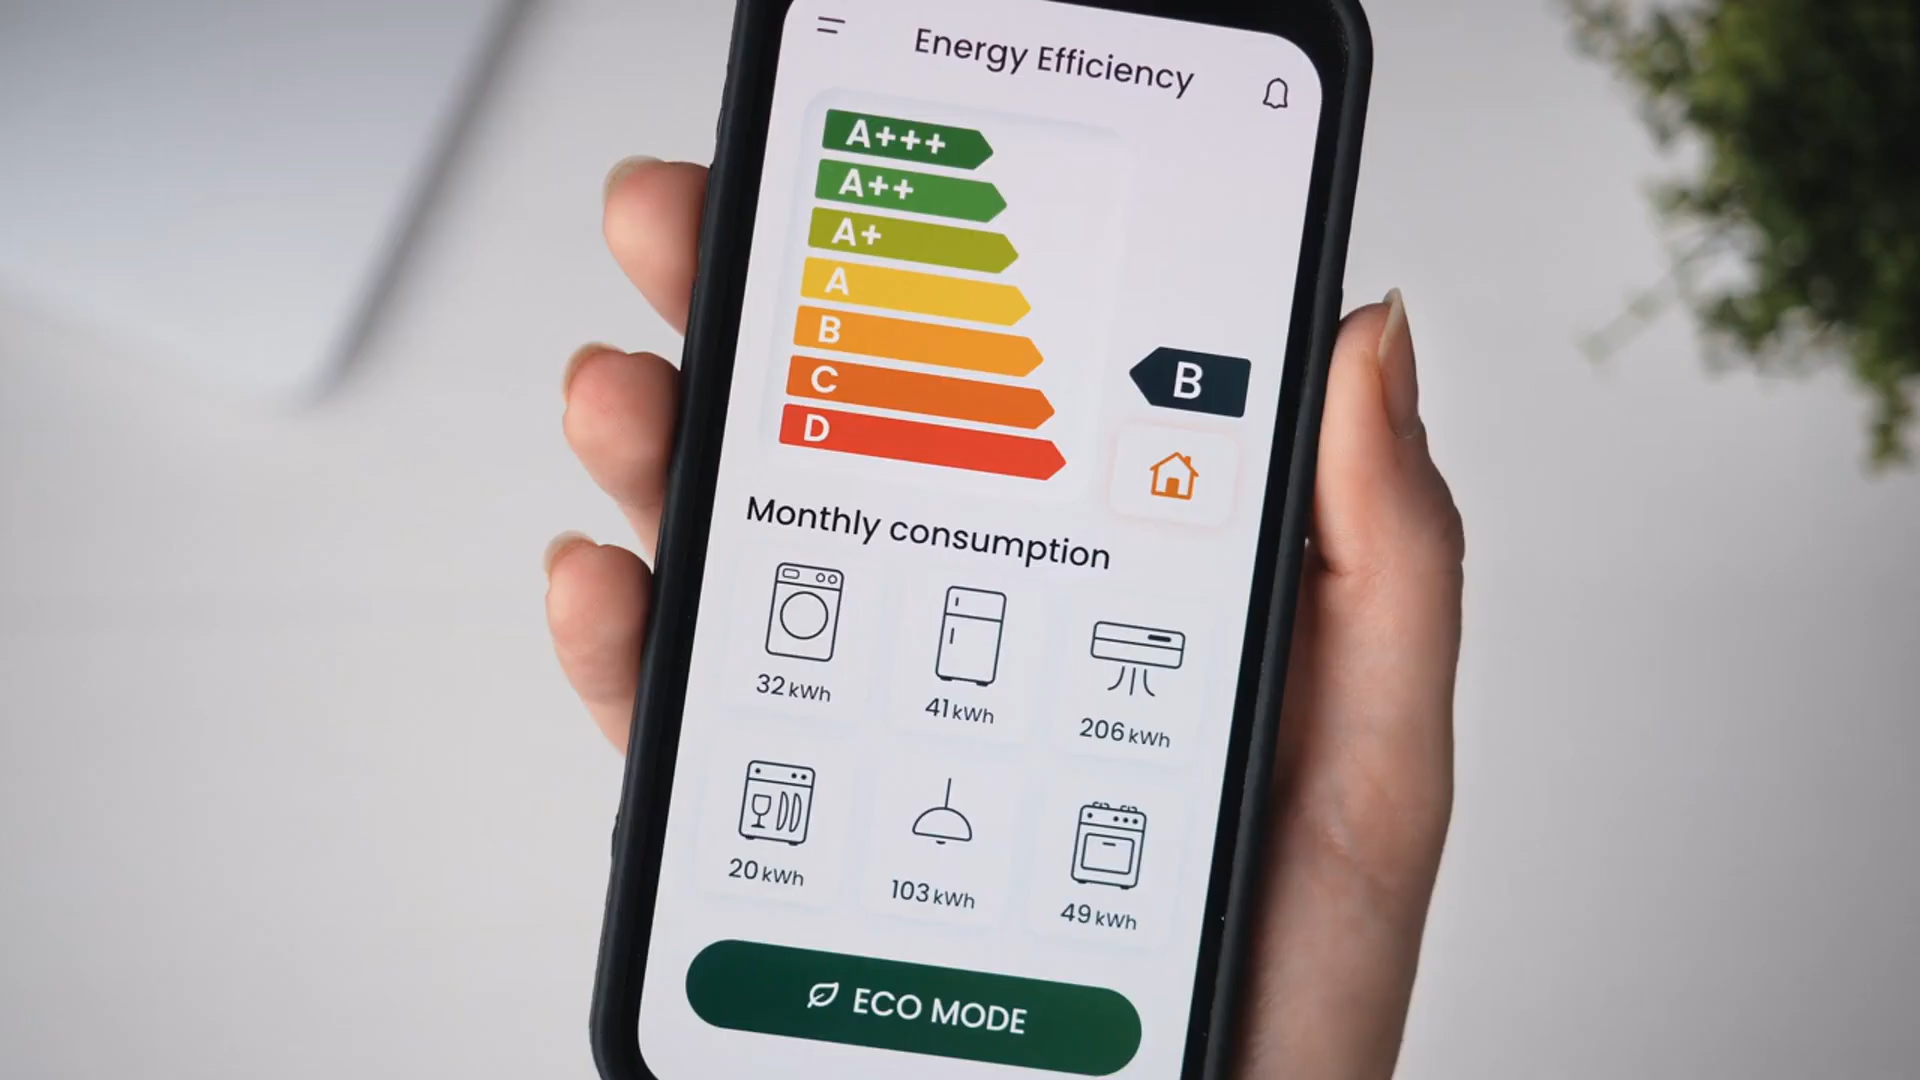 Energy Efficiency
A+++
A++
A+
A
B
C
D
B
Monthly consumption
32 kWh
41 kWh
206 kWh
20 kWh
103 kWh
49 kWh
ECO MODE